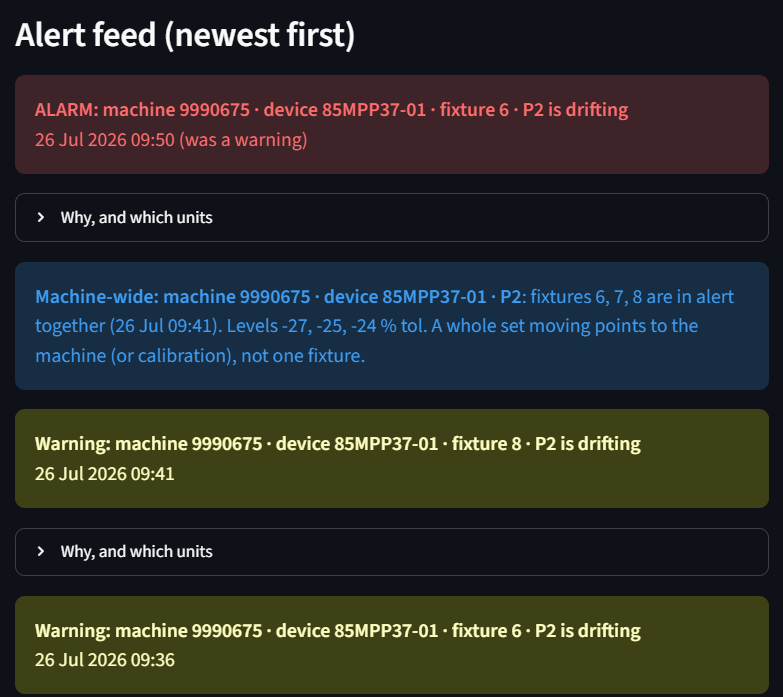 Alert feed (newest first)
ALARM: machine 9990675 · device 85MPP37-01 · fixture 6 · P2 is drifting
26 Jul 2026 09:50 (was a warning)
Why, and which units
Machine-wide: machine 9990675 · device 85MPP37-01 · P2: fixtures 6, 7, 8 are in alert
together (26 Jul 09:41). Levels -27, -25, -24 % tol. A whole set moving points to the
machine (or calibration), not one fixture.
Warning: machine 9990675 · device 85MPP37-01 · fixture 8 · P2 is drifting
26 Jul 2026 09:41
Why, and which units
Warning: machine 9990675 · device 85MPP37-01 · fixture 6 · P2 is drifting
26 Jul 2026 09:36